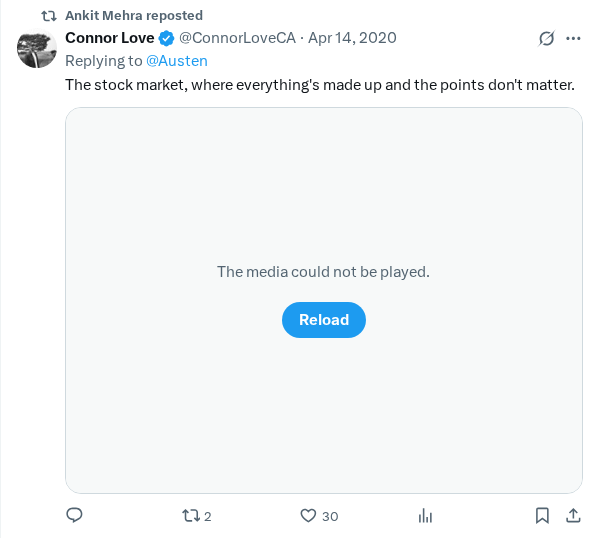 Ankit Mehra reposted
Connor Love @ConnorLoveCA · Apr 14, 2020
Replying to @Austen
The stock market, where everything's made up and the points don't matter.
The media could not be played.
Reload
2 30